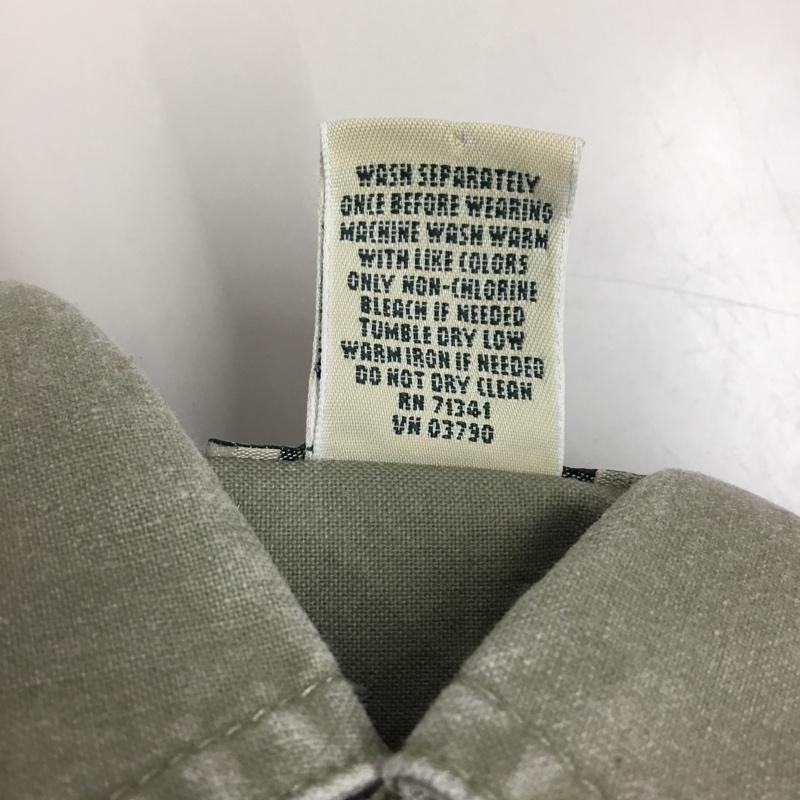 WASH SEPARATELY
ONCE BEFORE WEARING
MACHINE WASH WARM
WITH LIKE COLORS
ONLY NON-CHLORINE
BLEACH IF NEEDED
TUMBLE DRY LOW
WARM IRON IF NEEDED
DO NOT DRY CLEAN
RN 71341
VN 03790